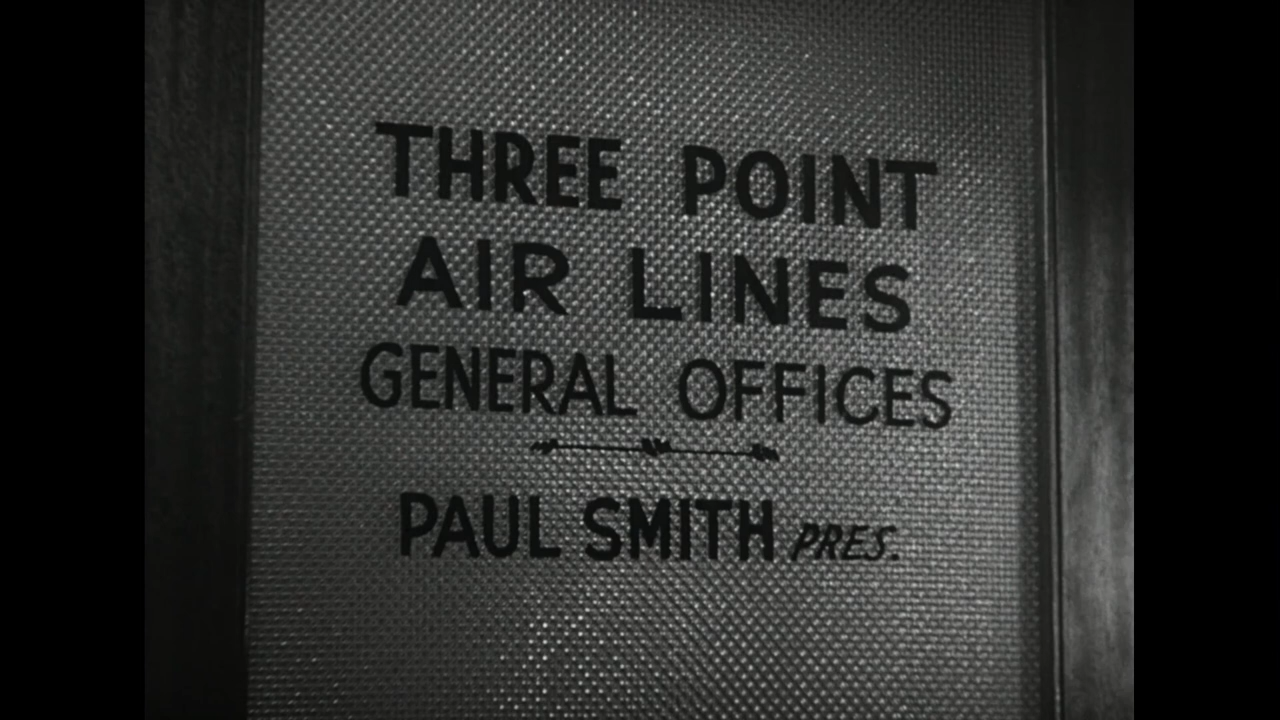 THREE POINT
AIR LINES
GENERAL OFFICES
PAUL SMITH PRES.